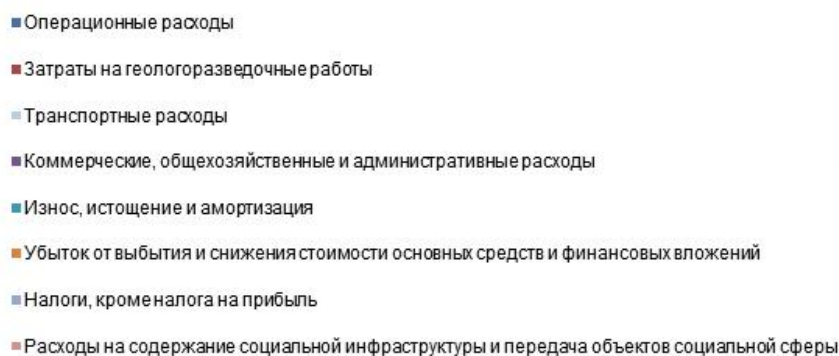 Операционные расходы
Затраты на геологоразведочные работы
Транспортные расходы
Коммерческие, общехозяйственные и административные расходы
Износ, истощение и амортизация
Убыток от выбытия и снижения стоимости основных средств и финансовых вложений
Налоги, кроме налога на прибыль
Расходы на содержание социальной инфраструктуры и передача объектов социальной сферы